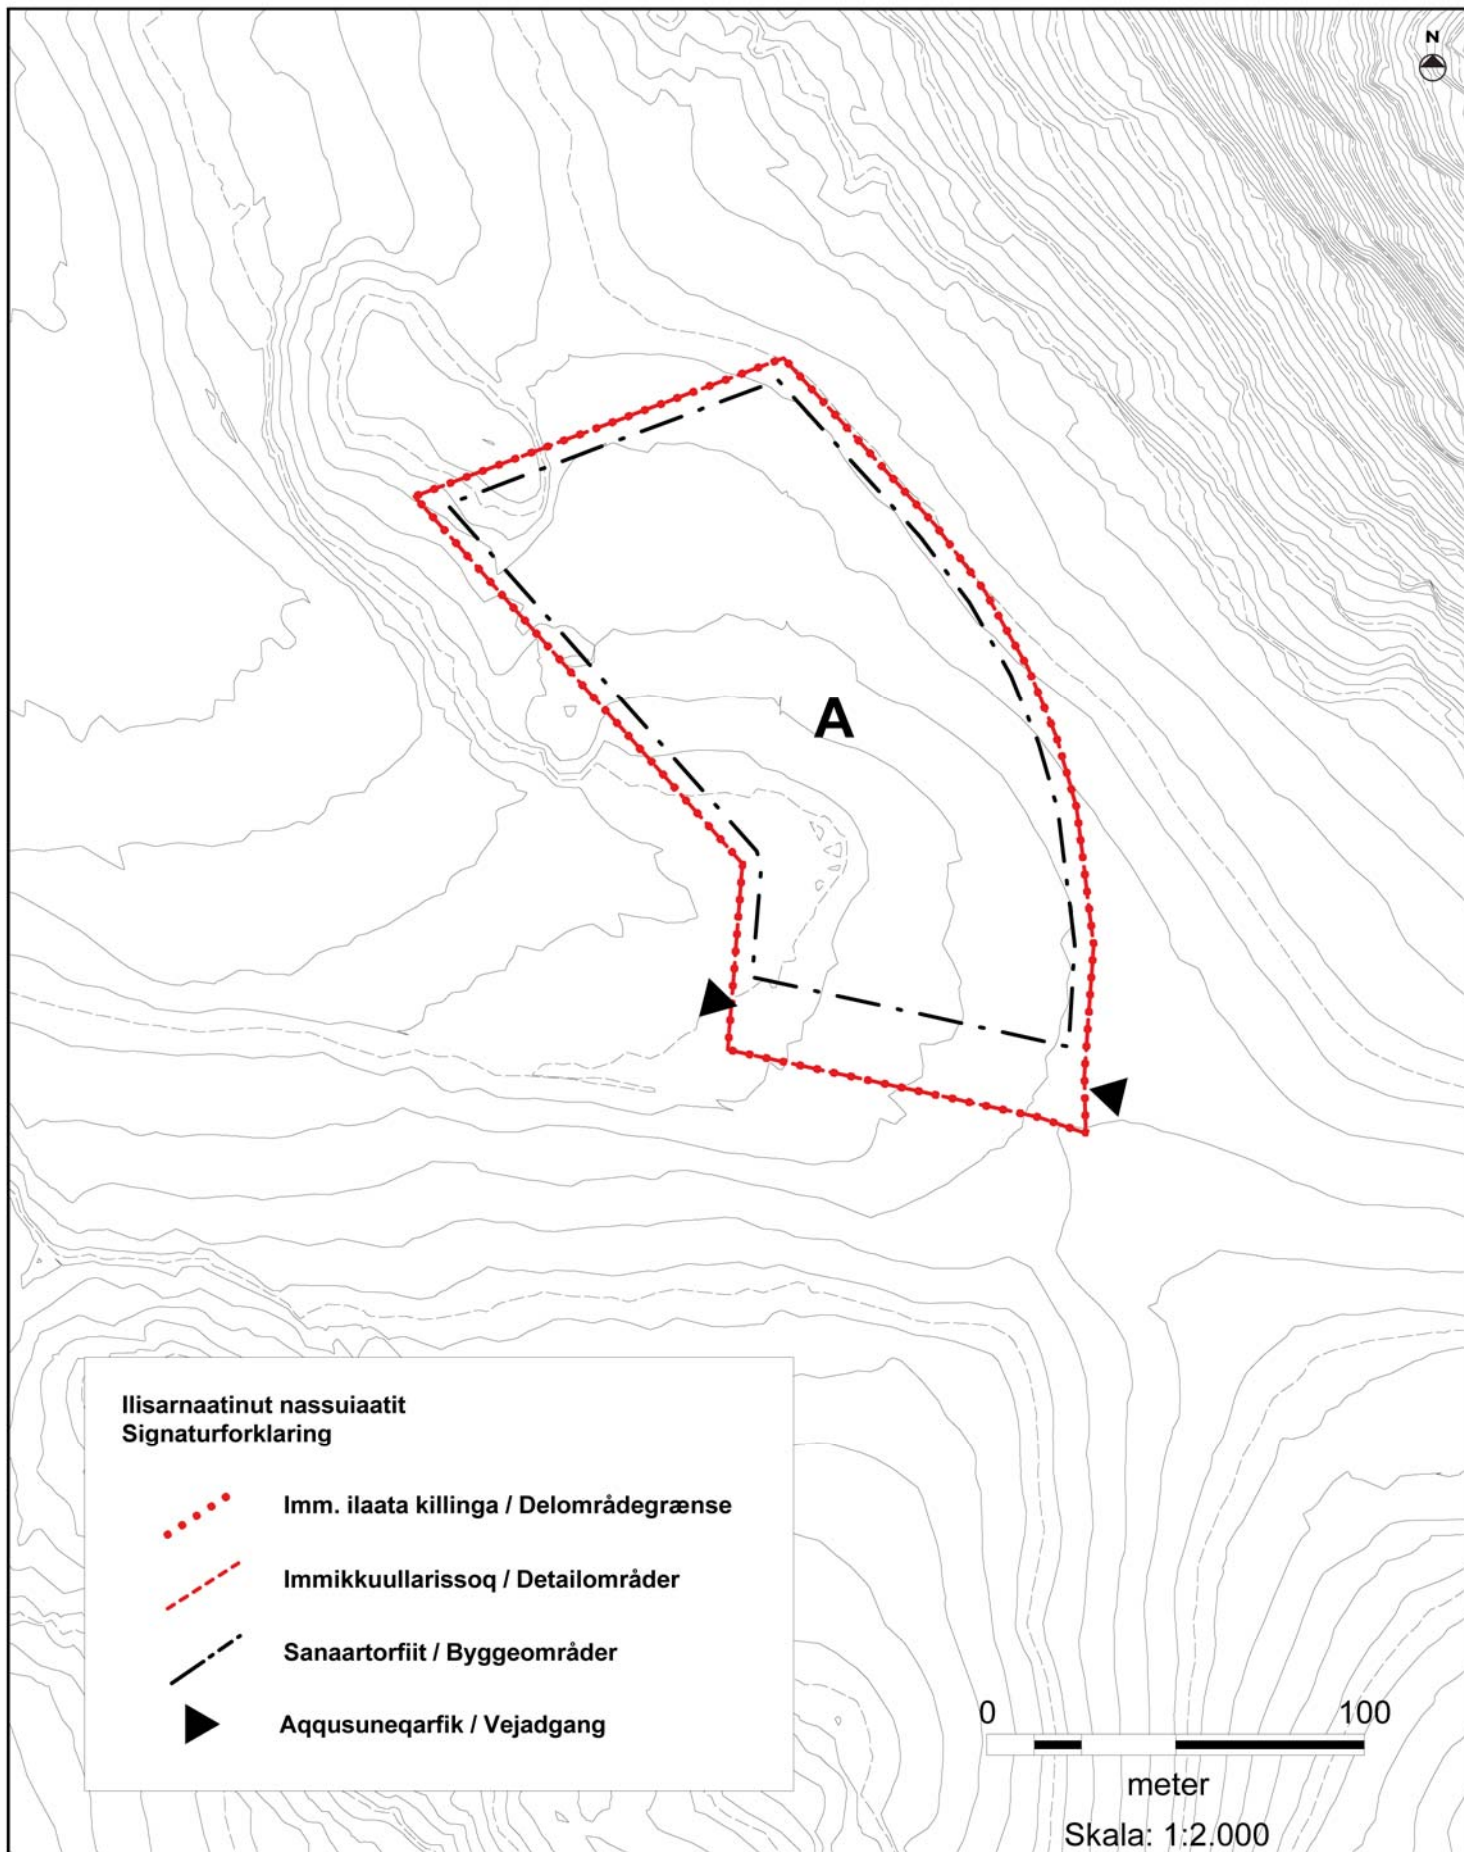 N
A
Ilisarnaatinut nassuiaatit
Signaturforklaring
Imm. ilaata killinga / Delområdegrænse
Immikkuullarissoq / Detailområder
Sanaartorfiit / Byggeområder
Aqqusuneqarfik / Vejadgang
0 100
meter
Skala: 1:2.000